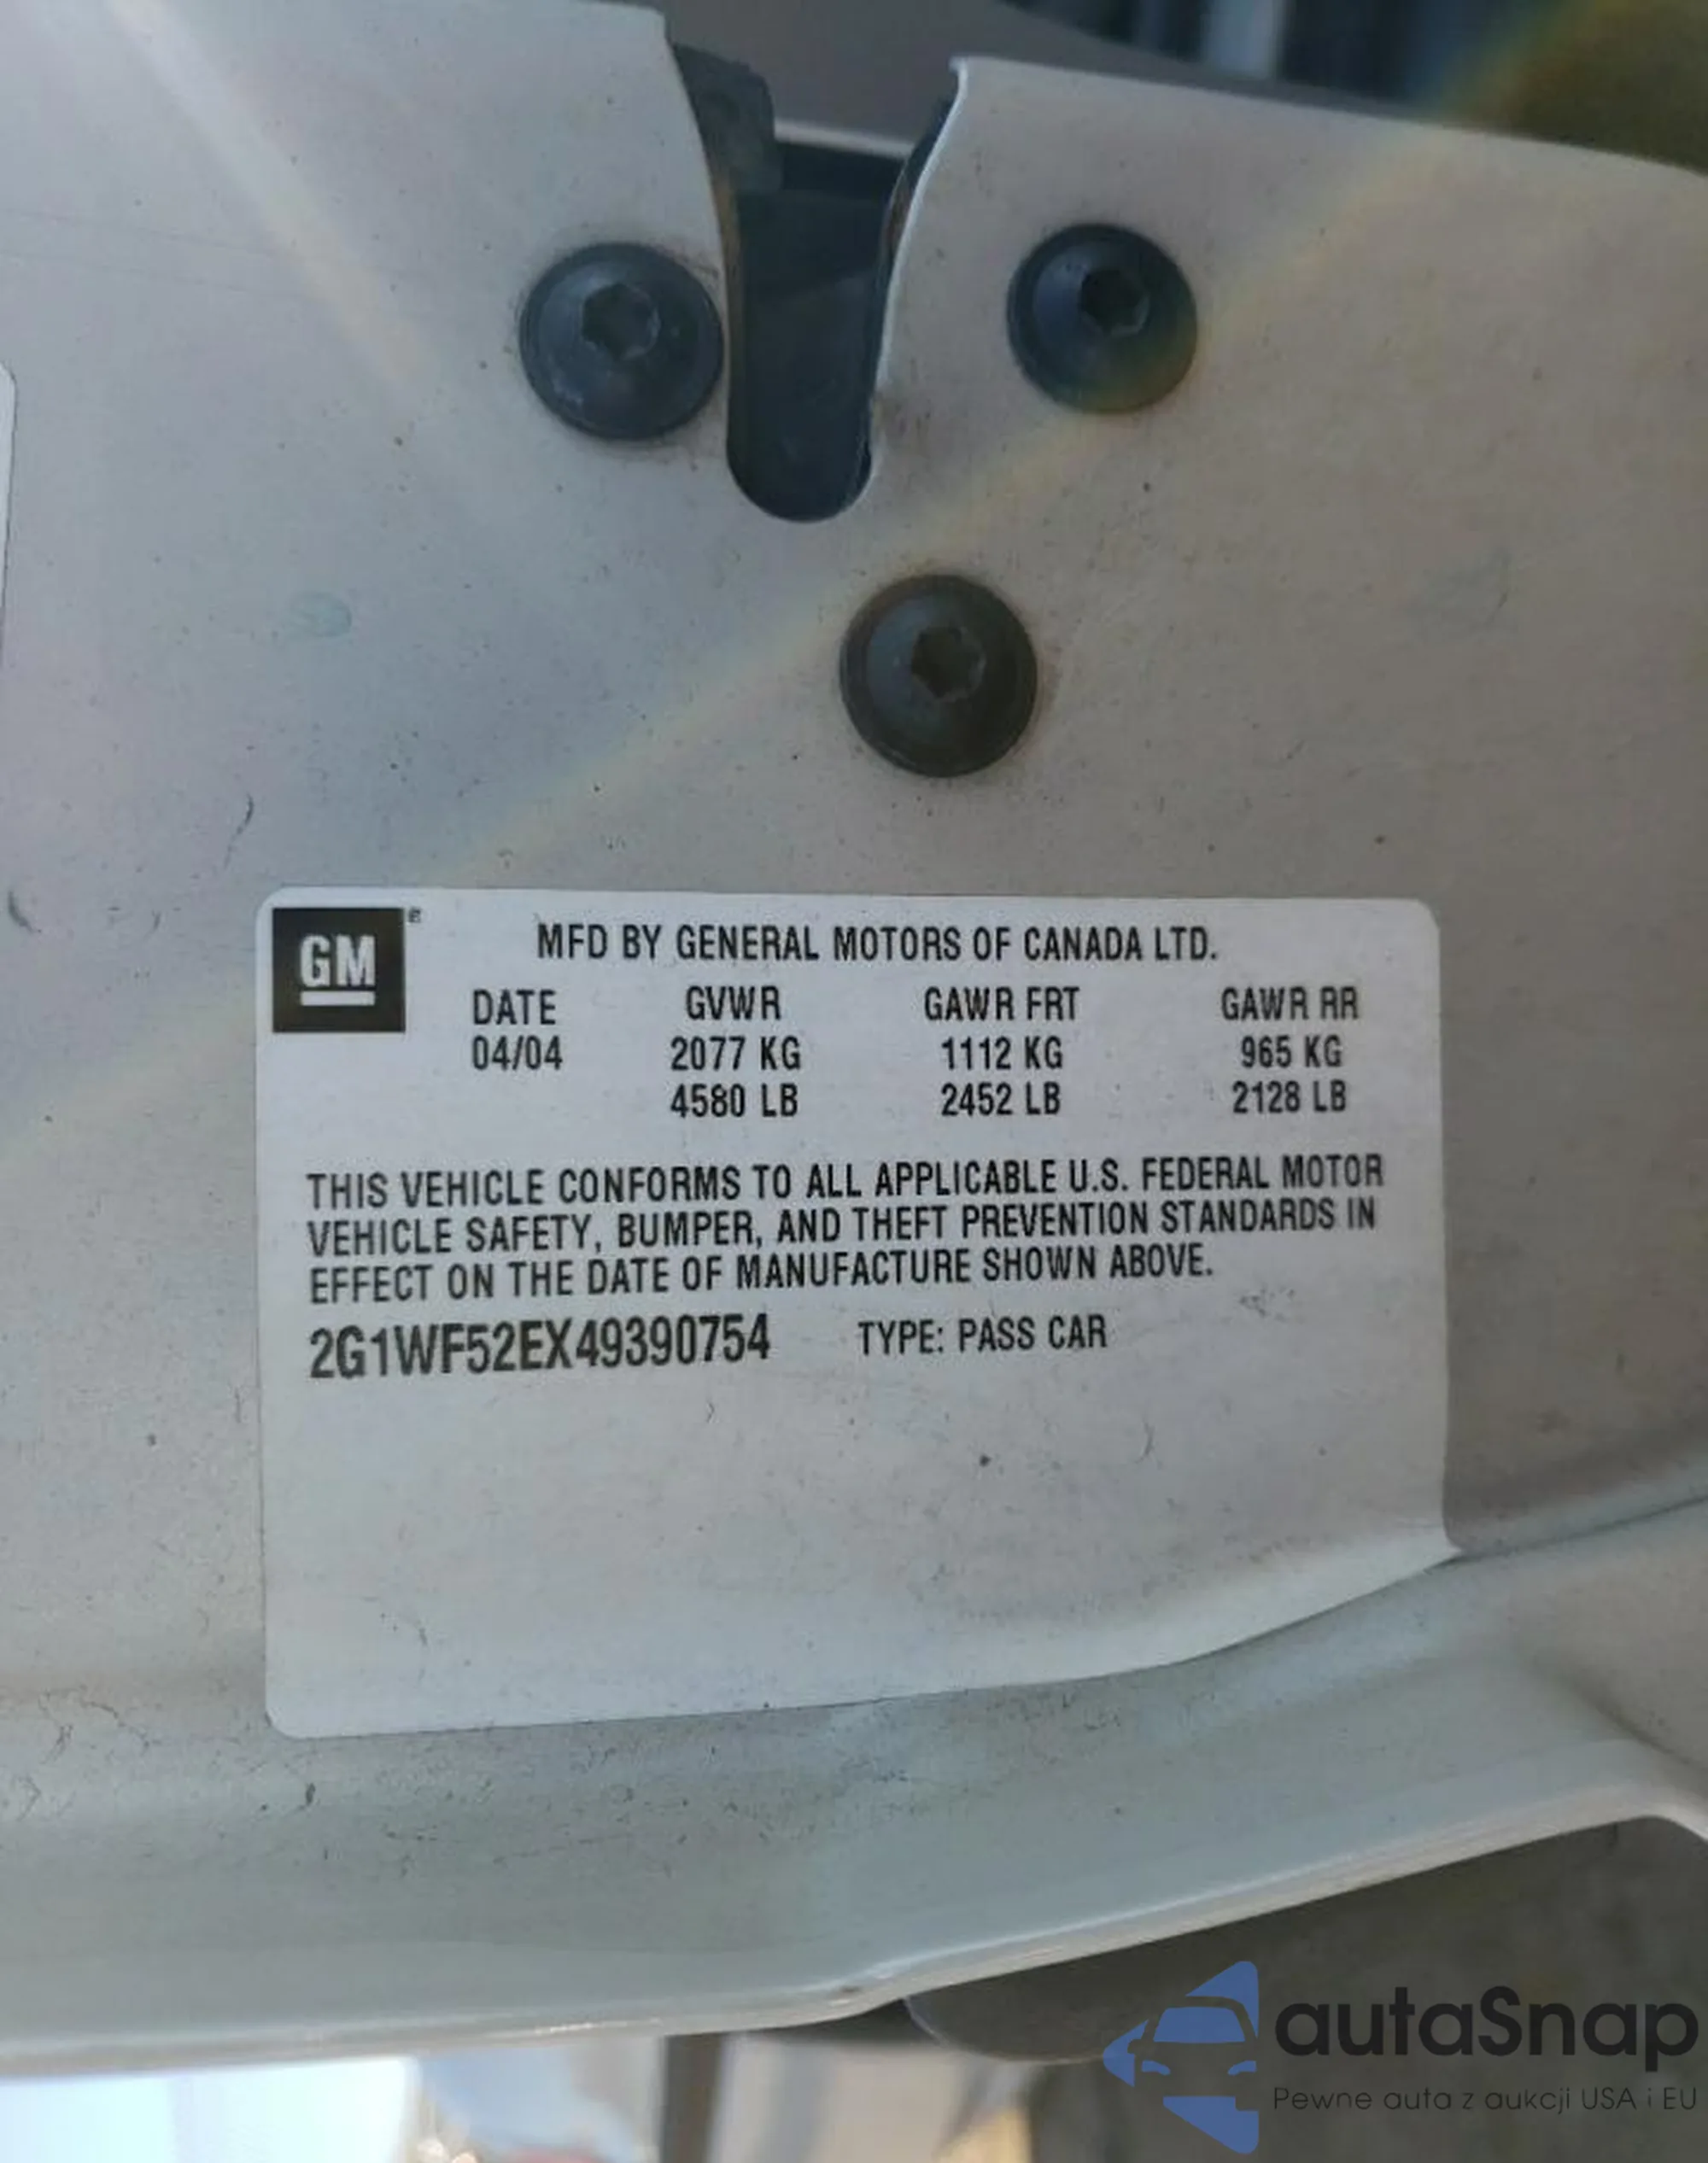 GM
MFD BY GENERAL MOTORS OF CANADA LTD.
DATE GVWR GAWR FRT GAWR RR
04/04 2077 KG 1112 KG 965 KG
4580 LB 2452 LB 2128 LB
THIS VEHICLE CONFORMS TO ALL APPLICABLE U.S. FEDERAL MOTOR
VEHICLE SAFETY, BUMPER, AND THEFT PREVENTION STANDARDS IN
EFFECT ON THE DATE OF MANUFACTURE SHOWN ABOVE.
2G1WF52EX49390754 TYPE: PASS CAR
autaSnap
Pewne auta z aukcji USA i EU